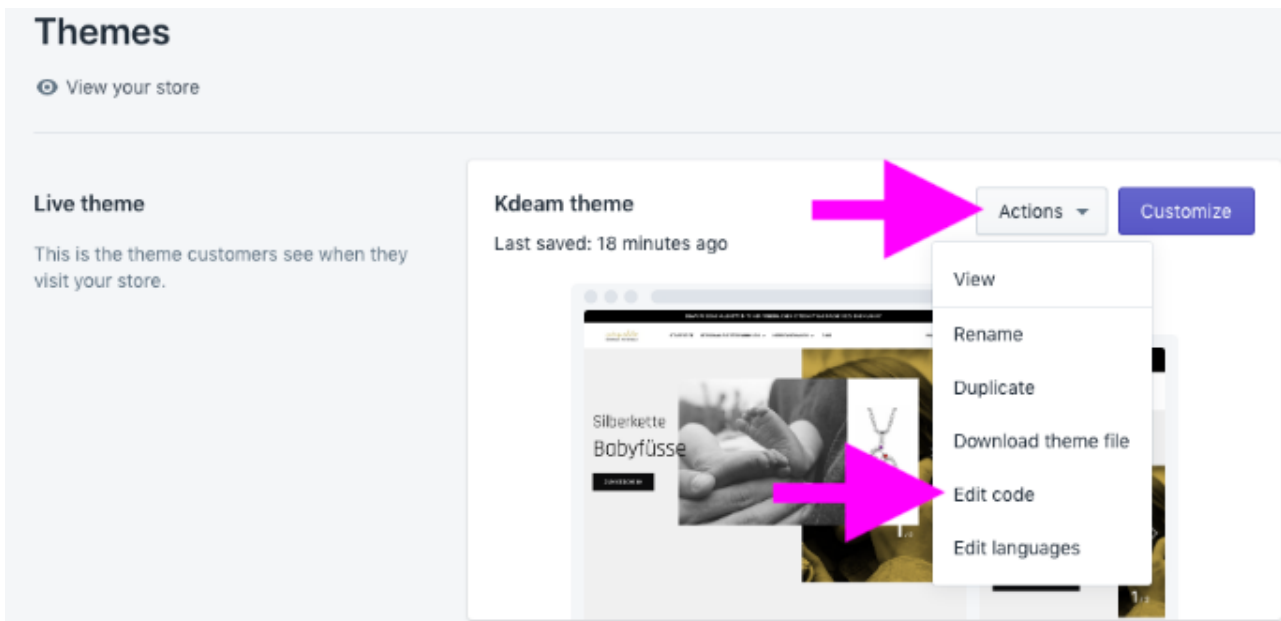 Themes
View your store
Live theme
This is the theme customers see when they
visit your store.
Kdeam theme
Last saved: 18 minutes ago
Actions
Customize
View
Rename
Duplicate
Download theme file
Edit code
Edit languages
Silberkette
Babyfüsse
1
1